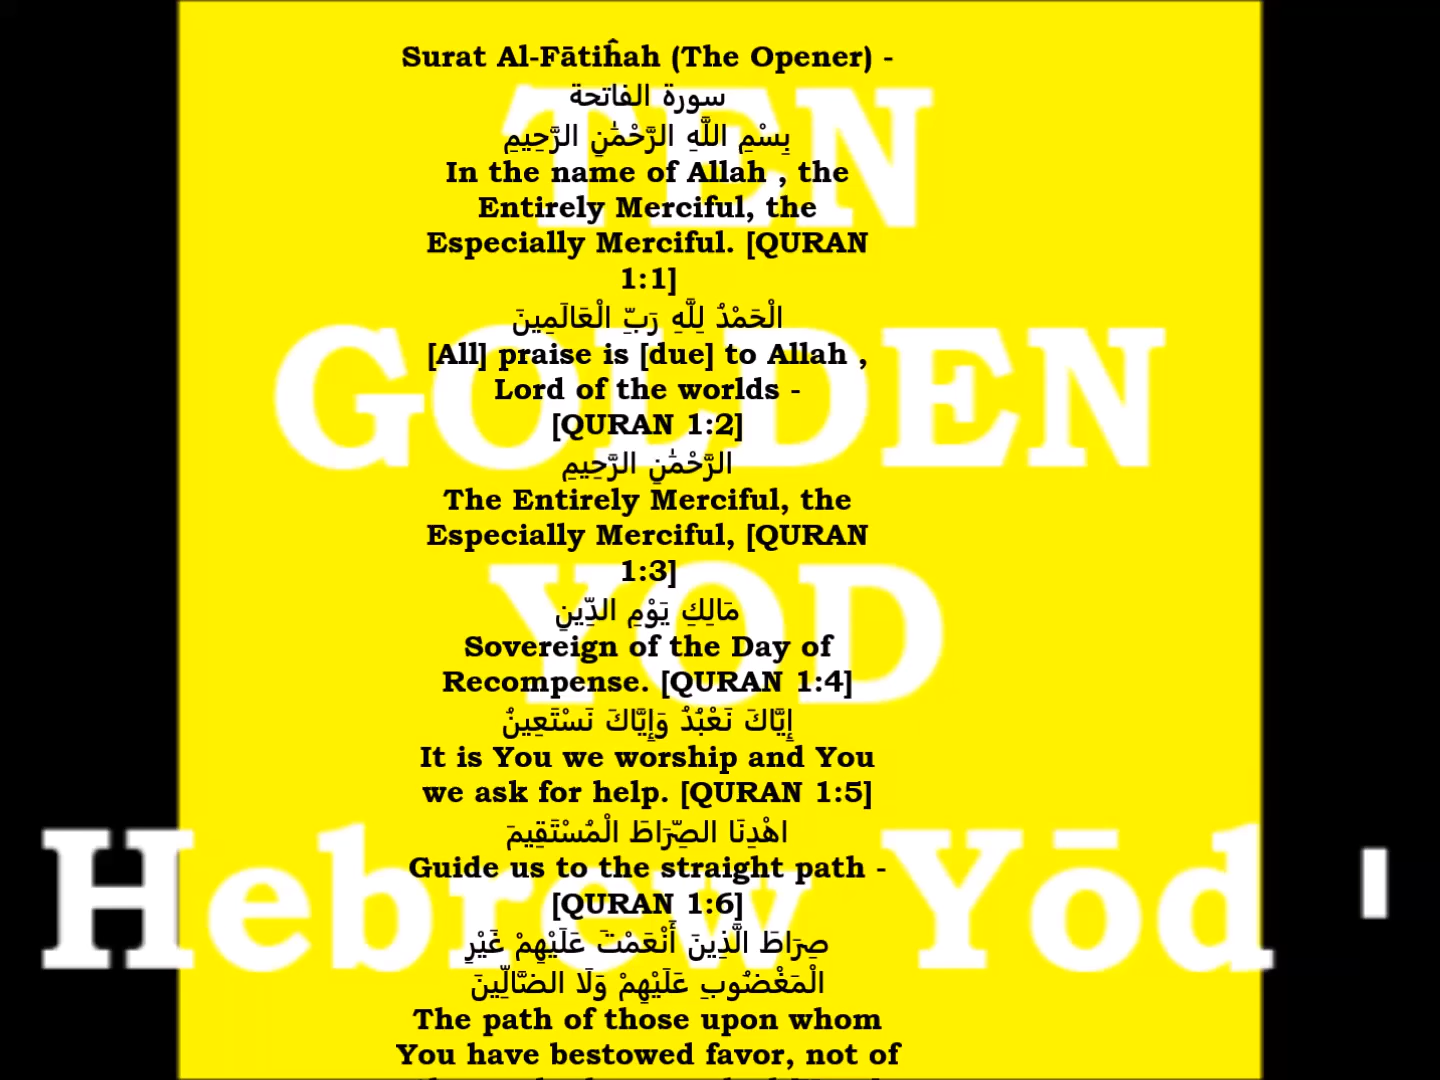 Surat Al-Fātiĥah (The Opener) -
سورة الفاتحة
بِسْمِ اللَّهِ الرَّحْمَٰنِ الرَّحِيمِ
In the name of Allah , the
Entirely Merciful, the
Especially Merciful. [QURAN
1:1]
الْحَمْدُ لِلَّهِ رَبِّ الْعَالَمِينَ
[All] praise is [due] to Allah ,
Lord of the worlds -
[QURAN 1:2]
الرَّحْمَٰنِ الرَّحِيمِ
The Entirely Merciful, the
Especially Merciful, [QURAN
1:3]
مَالِكِ يَوْمِ الدِّينِ
Sovereign of the Day of
Recompense. [QURAN 1:4]
إِيَّاكَ نَعْبُدُ وَإِيَّاكَ نَسْتَعِينُ
It is You we worship and You
we ask for help. [QURAN 1:5]
اهْدِنَا الصِّرَاطَ الْمُسْتَقِيمَ
Guide us to the straight path -
[QURAN 1:6]
صِرَاطَ الَّذِينَ أَنْعَمْتَ عَلَيْهِمْ غَيْرِ
الْمَغْضُوبِ عَلَيْهِمْ وَلَا الضَّالِّينَ
The path of those upon whom
You have bestowed favor, not of
TEN
GOLDEN
YOD
Hebrew Yōd '